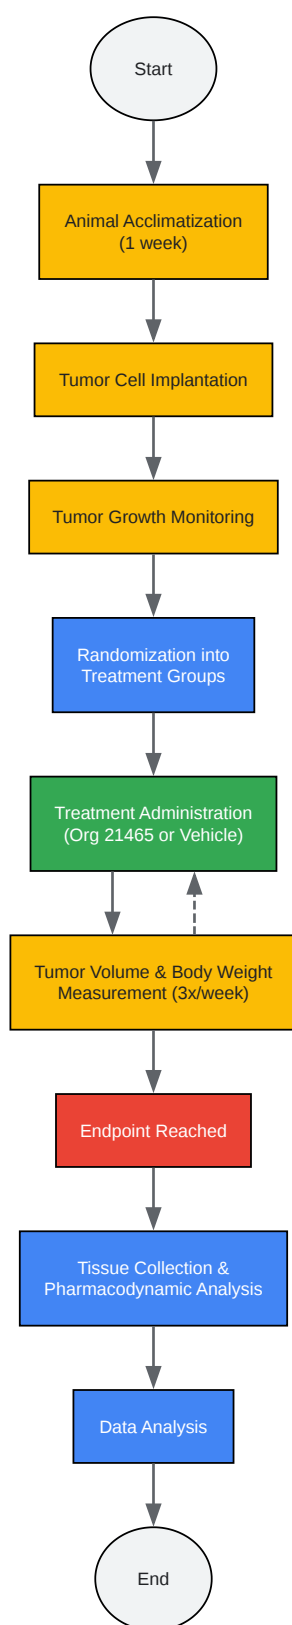 Start
Animal Acclimatization
(1 week)
Tumor Cell Implantation
Tumor Growth Monitoring
Randomization into
Treatment Groups
Treatment Administration
(Org 21465 or Vehicle)
Tumor Volume & Body Weight
Measurement (3x/week)
Endpoint Reached
Tissue Collection &
Pharmacodynamic Analysis
Data Analysis
End